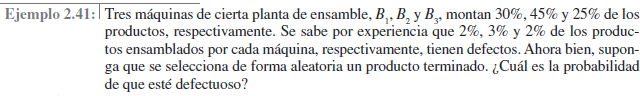 Ejemplo 2.41: Tres máquinas de cierta planta de ensamble, B₁, B₂ y B₃, montan 30%, 45% y 25% de los
productos, respectivamente. Se sabe por experiencia que 2%, 3% y 2% de los produc-
tos ensamblados por cada máquina, respectivamente, tienen defectos. Ahora bien, supon-
ga que se selecciona de forma aleatoria un producto terminado. ¿Cuál es la probabilidad
de que esté defectuoso?